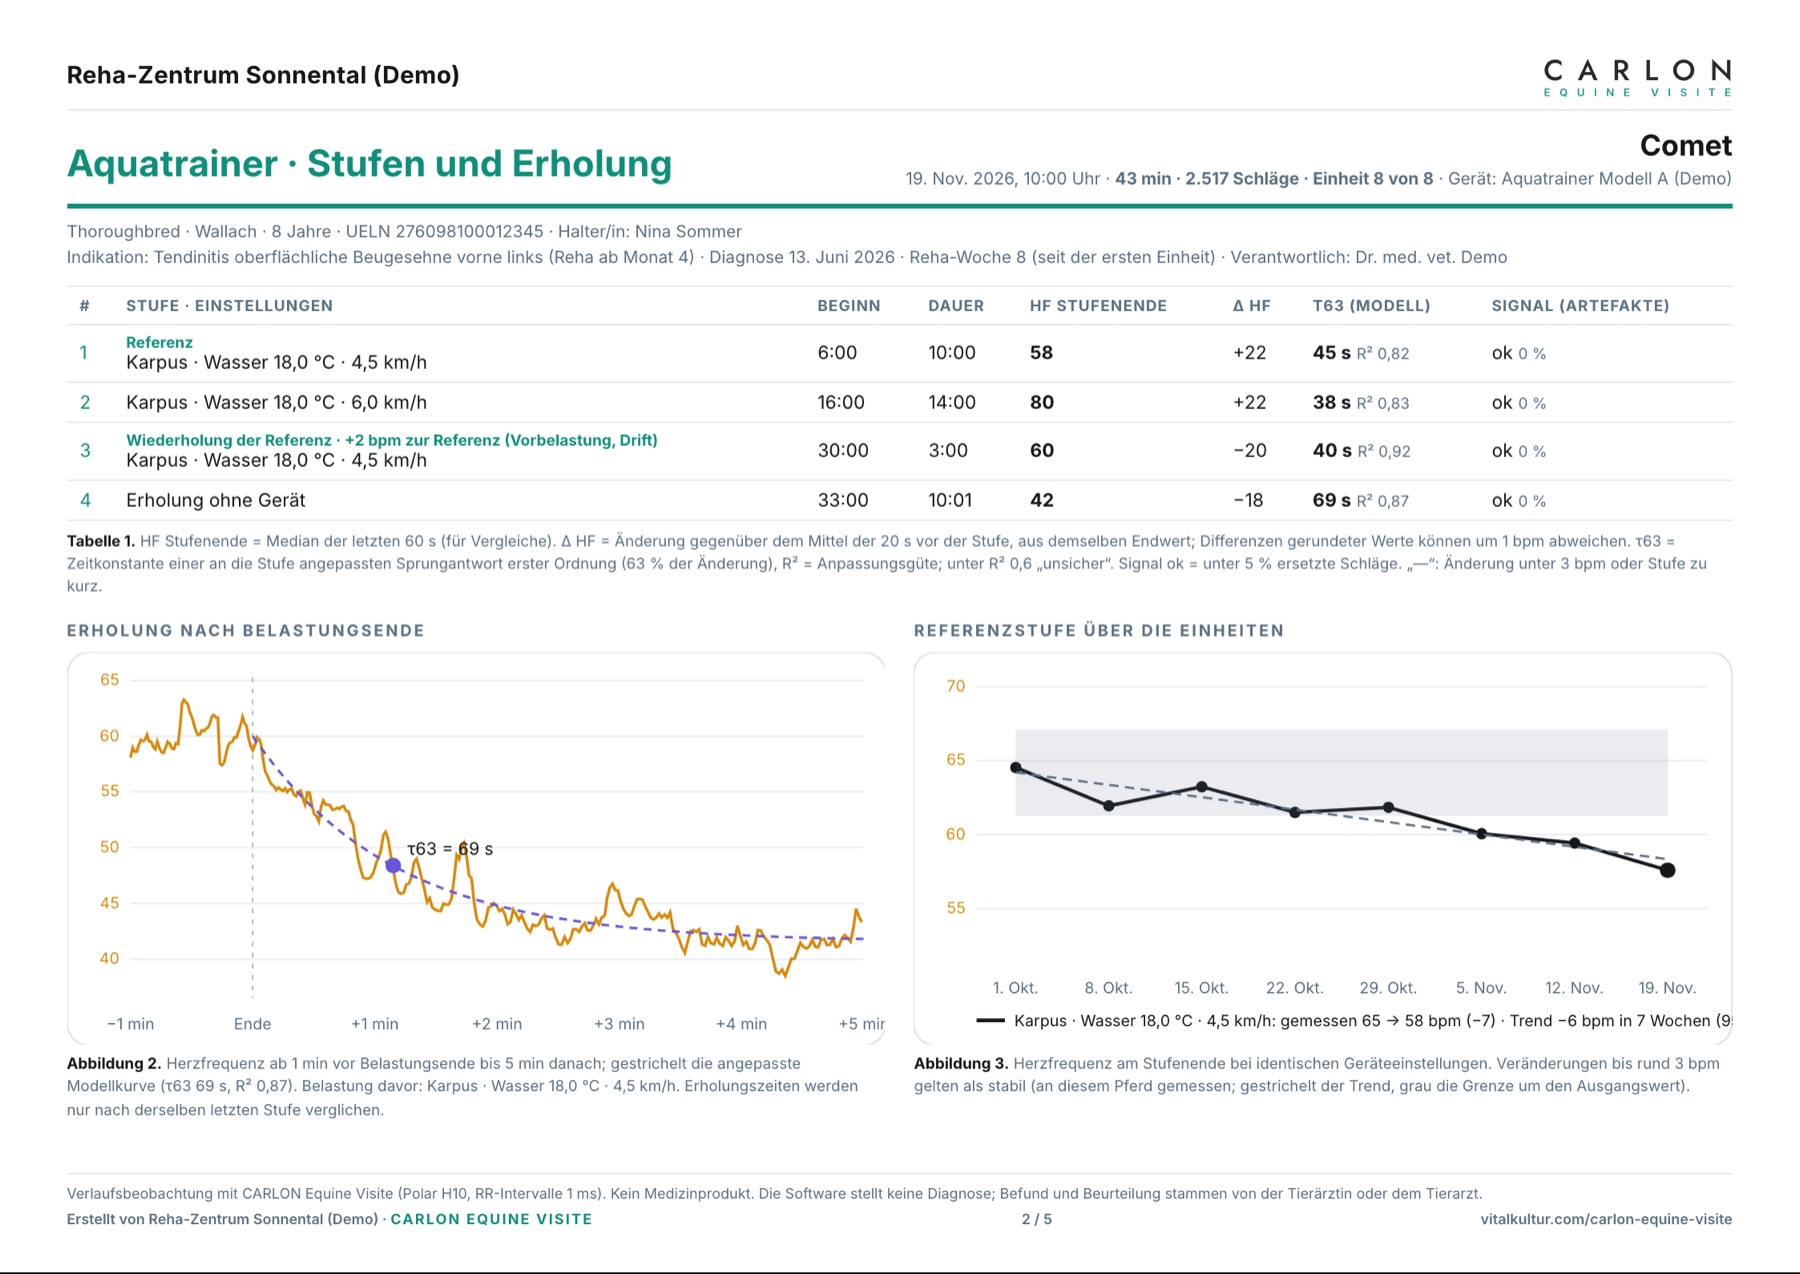 Reha-Zentrum Sonnental (Demo)
CARLON
EQUINE VISITE
Aquatrainer · Stufen und Erholung
Comet
19. Nov. 2026, 10:00 Uhr · 43 min · 2.517 Schläge · Einheit 8 von 8 · Gerät: Aquatrainer Modell A (Demo)
Thoroughbred · Wallach · 8 Jahre · UELN 276098100012345 · Halter/in: Nina Sommer
Indikation: Tendinitis oberflächliche Beugesehne vorne links (Reha ab Monat 4) · Diagnose 13. Juni 2026 · Reha-Woche 8 (seit der ersten Einheit) · Verantwortlich: Dr. med. vet. Demo
# STUFE · EINSTELLUNGEN BEGINN DAUER HF STUFENENDE Δ HF T63 (MODELL) SIGNAL (ARTEFAKTE)
Referenz
1 Karpus · Wasser 18,0 °C · 4,5 km/h 6:00 10:00 58 +22 45 s R² 0,82 ok 0 %
2 Karpus · Wasser 18,0 °C · 6,0 km/h 16:00 14:00 80 +22 38 s R² 0,83 ok 0 %
Wiederholung der Referenz · +2 bpm zur Referenz (Vorbelastung, Drift)
3 Karpus · Wasser 18,0 °C · 4,5 km/h 30:00 3:00 60 −20 40 s R² 0,92 ok 0 %
4 Erholung ohne Gerät 33:00 10:01 42 −18 69 s R² 0,87 ok 0 %
Tabelle 1. HF Stufenende = Median der letzten 60 s (für Vergleiche). Δ HF = Änderung gegenüber dem Mittel der 20 s vor der Stufe, aus demselben Endwert; Differenzen gerundeter Werte können um 1 bpm abweichen. τ63 =
Zeitkonstante einer an die Stufe angepassten Sprungantwort erster Ordnung (63 % der Änderung), R² = Anpassungsgüte; unter R² 0,6 „unsicher“. Signal ok = unter 5 % ersetzte Schläge. „—“: Änderung unter 3 bpm oder Stufe zu
kurz.
ERHOLUNG NACH BELASTUNGSENDE
65
60
55
50
45
40
τ63 = 69 s
−1 min Ende +1 min +2 min +3 min +4 min +5 min
Abbildung 2. Herzfrequenz ab 1 min vor Belastungsende bis 5 min danach; gestrichelt die angepasste
Modellkurve (τ63 69 s, R² 0,87). Belastung davor: Karpus · Wasser 18,0 °C · 4,5 km/h. Erholungszeiten werden
nur nach derselben letzten Stufe verglichen.
REFERENZSTUFE ÜBER DIE EINHEITEN
70
65
60
55
1. Okt. 8. Okt. 15. Okt. 22. Okt. 29. Okt. 5. Nov. 12. Nov. 19. Nov.
Karpus · Wasser 18,0 °C · 4,5 km/h: gemessen 65 → 58 bpm (−7) · Trend −6 bpm in 7 Wochen
Abbildung 3. Herzfrequenz am Stufenende bei identischen Geräteeinstellungen. Veränderungen bis rund 3 bpm
gelten als stabil (an diesem Pferd gemessen; gestrichelt der Trend, grau die Grenze um den Ausgangswert).
Verlaufsbeobachtung mit CARLON Equine Visite (Polar H10, RR-Intervalle 1 ms). Kein Medizinprodukt. Die Software stellt keine Diagnose; Befund und Beurteilung stammen von der Tierärztin oder dem Tierarzt.
Erstellt von Reha-Zentrum Sonnental (Demo) · CARLON EQUINE VISITE 2 / 5 vitalkultur.com/carlon-equine-visite